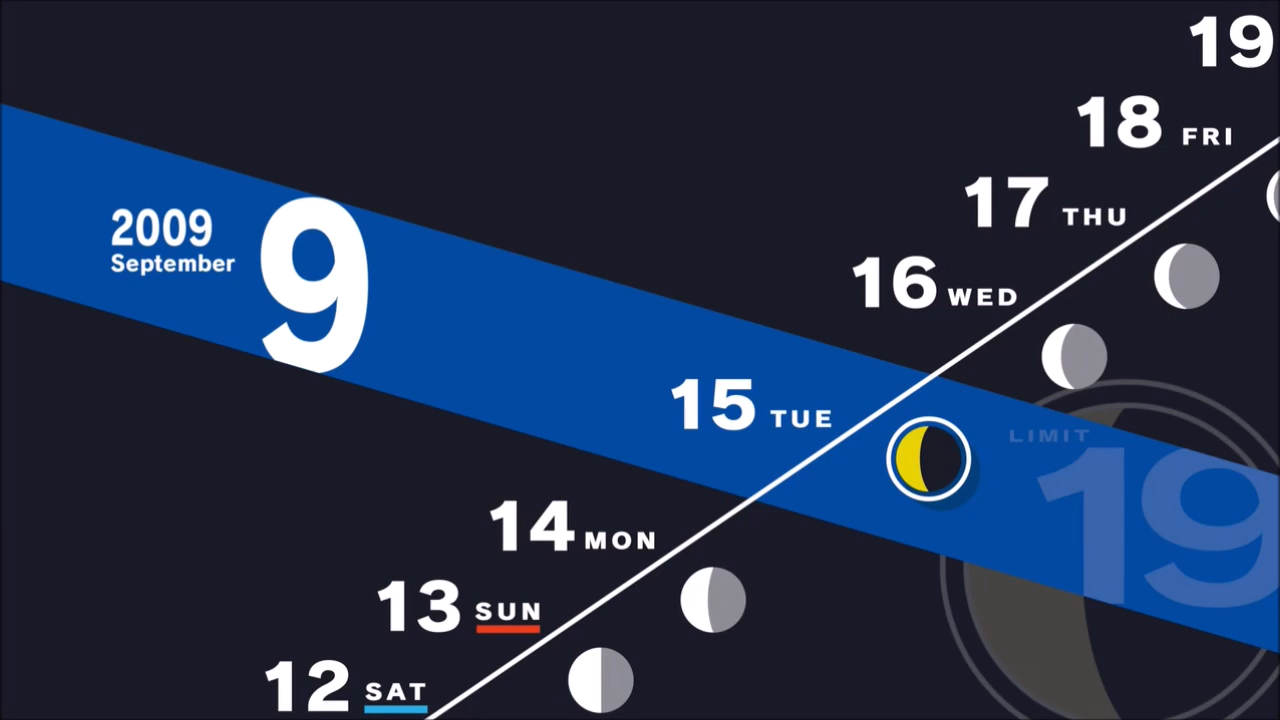 19
18 FRI
17 THU
16 WED
2009
September
9
15 TUE
LIMIT
19
14 MON
13 SUN
12 SAT